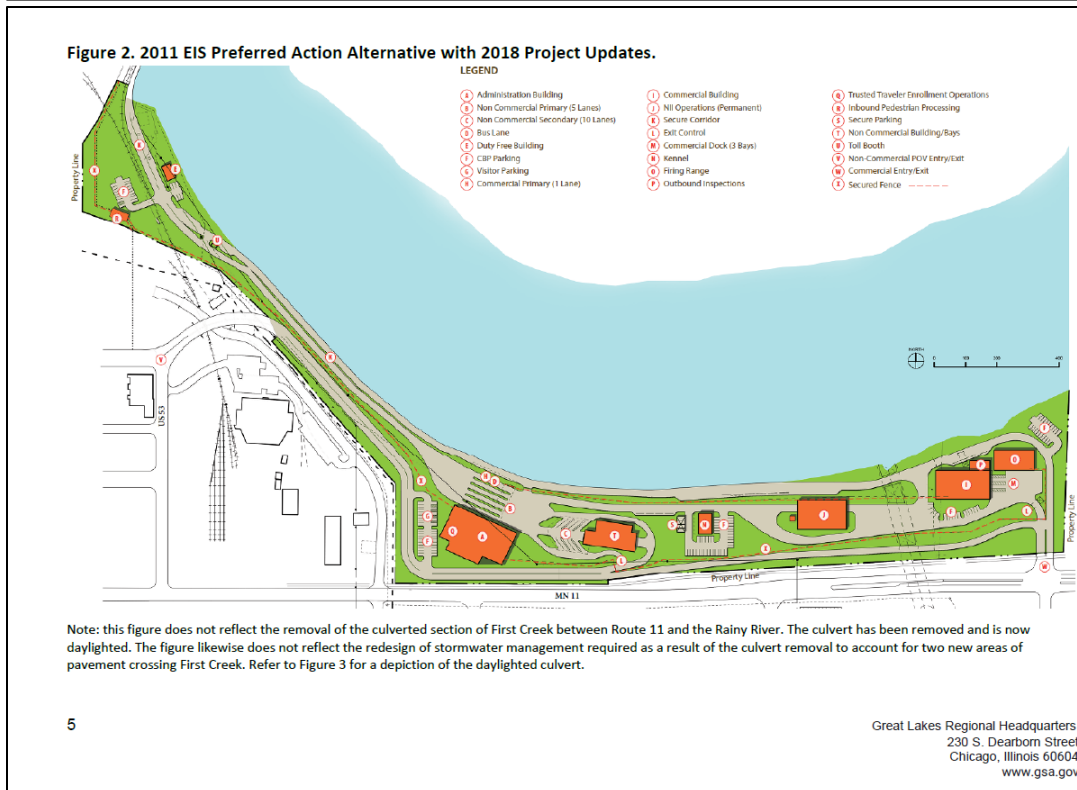 Figure 2. 2011 EIS Preferred Action Alternative with 2018 Project Updates.
LEGEND
A Administration Building
B Non Commercial Primary (5 Lanes)
C Non Commercial Secondary (10 Lanes)
D Bus Lane
E Duty Free Building
F CBP Parking
G Visitor Parking
H Commercial Primary (1 Lane)
I Commercial Building
J NII Operations (Permanent)
K Secure Corridor
L Exit Control
M Commercial Dock (3 Bays)
N Kennel
O Firing Range
P Outbound Inspections
Q Trusted Traveler Enrollment Operations
R Inbound Pedestrian Processing
S Secure Parking
T Non Commercial Building/Bays
U Toll Booth
V Non-Commercial POV Entry/Exit
W Commercial Entry/Exit
X Secured Fence
Property Line
US 53
V
NORTH
0 100 200 400
Q A
T
J
I
Property Line
W
Property Line
MN 11
Note: this figure does not reflect the removal of the culverted section of First Creek between Route 11 and the Rainy River. The culvert has been removed and is now
daylighted. The figure likewise does not reflect the redesign of stormwater management required as a result of the culvert removal to account for two new areas of
pavement crossing First Creek. Refer to Figure 3 for a depiction of the daylighted culvert.
5
Great Lakes Regional Headquarters
230 S. Dearborn Street
Chicago, Illinois 60604
www.gsa.gov